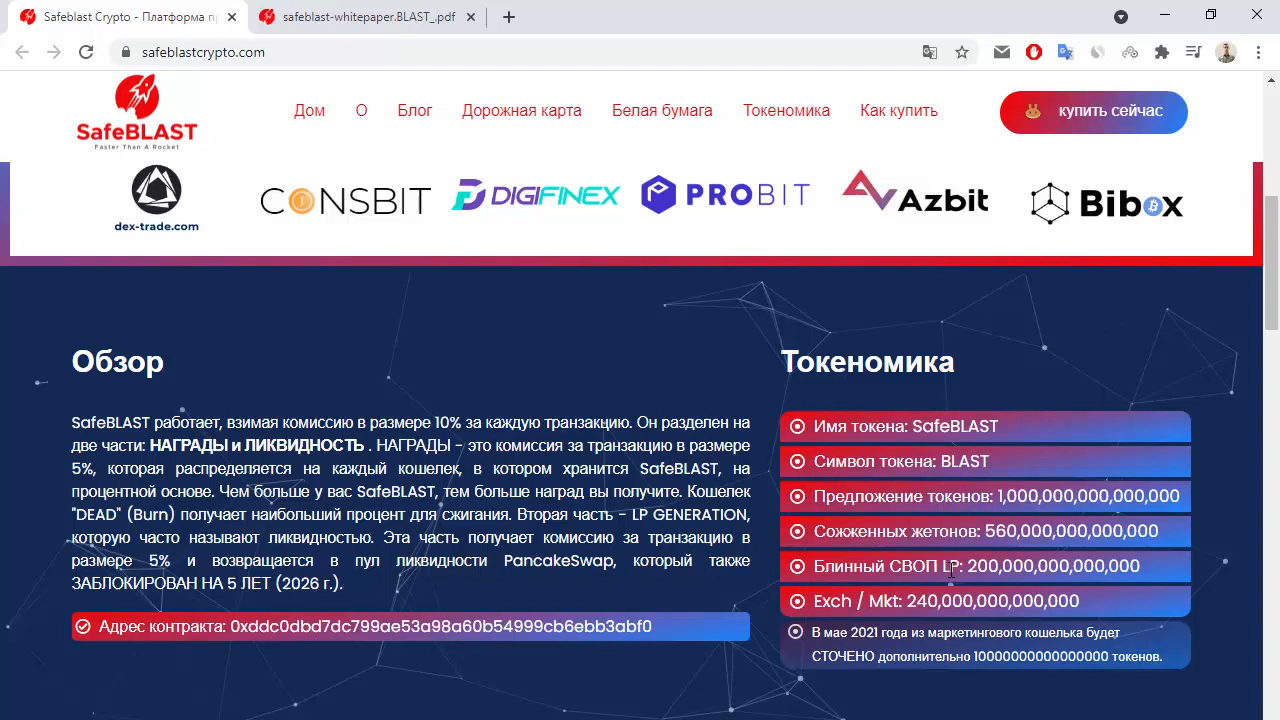 Safeblast Crypto - Платформа пр
safeblast-whitepaper.BLAST_.pdf
safeblastcrypto.com
SafeBLAST
Faster Than A Rocket
Дом
О
Блог
Дорожная карта
Белая бумага
Токеномика
Как купить
купить сейчас
dex-trade.com
COINSBIT
DIGIFINEX
PROBIT
Azbit
Bibox
Обзор
SafeBLAST работает, взимая комиссию в размере 10% за каждую транзакцию. Он разделен на
две части: НАГРАДЫ и ЛИКВИДНОСТЬ . НАГРАДЫ - это комиссия за транзакцию в размере
5%, которая распределяется на каждый кошелек, в котором хранится SafeBLAST, на
процентной основе. Чем больше у вас SafeBLAST, тем больше наград вы получите. Кошелек
"DEAD" (Burn) получает наибольший процент для сжигания. Вторая часть - LP GENERATION,
которую часто называют ликвидностью. Эта часть получает комиссию за транзакцию в
размере 5% и возвращается в пул ликвидности PancakeSwap, который также
ЗАБЛОКИРОВАН НА 5 ЛЕТ (2026 г.).
Адрес контракта: 0xddc0dbd7dc799ae53a98a60b54999cb6ebb3abf0
Токеномика
Имя токена: SafeBLAST
Символ токена: BLAST
Предложение токенов: 1,000,000,000,000,000
Сожженных жетонов: 560,000,000,000,000
Блинный СВОП LP: 200,000,000,000,000
Exch / Mkt: 240,000,000,000,000
В мае 2021 года из маркетингового кошелька будет
СТОЧЕНО дополнительно 10000000000000000 токенов.